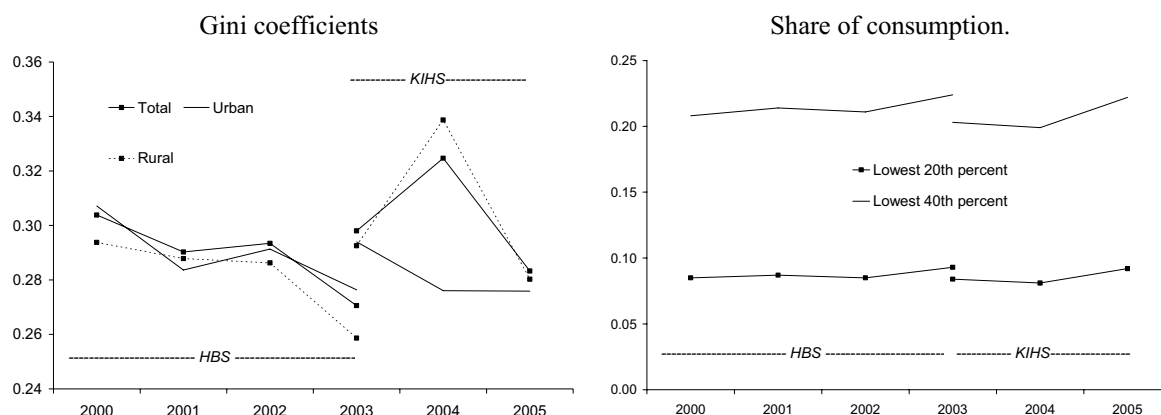 Gini coefficients
0.36
0.34
0.32
0.30
0.28
0.26
0.24
KIHS
Total
Urban
Rural
HBS
2000 2001 2002 2003 2004 2005
Share of consumption.
0.25
0.20
0.15
0.10
0.05
0.00
Lowest 20th percent
Lowest 40th percent
HBS
KIHS
2000 2001 2002 2003 2004 2005